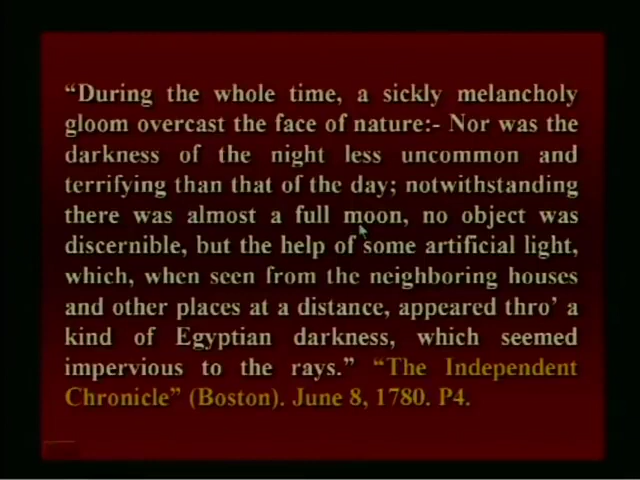 “During the whole time, a sickly melancholy
gloom overcast the face of nature:- Nor was the
darkness of the night less uncommon and
terrifying than that of the day; notwithstanding
there was almost a full moon, no object was
discernible, but the help of some artificial light,
which, when seen from the neighboring houses
and other places at a distance, appeared thro’ a
kind of Egyptian darkness, which seemed
impervious to the rays.” “The Independent
Chronicle” (Boston). June 8, 1780. P4.